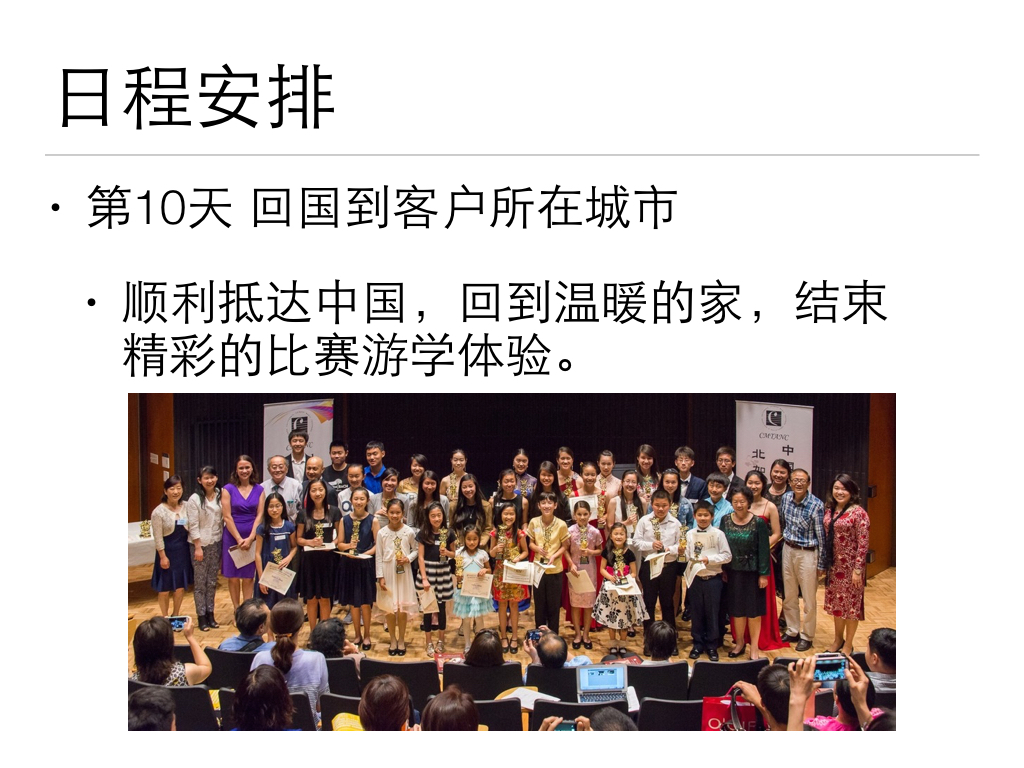 日程安排
• 第10天 回国到客户所在城市
• 顺利抵达中国，回到温暖的家，结束
精彩的比赛游学体验。
CMTANC
CMTANC
中
北